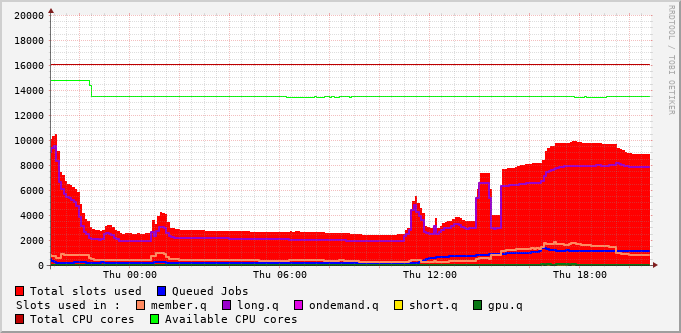 RRDTOOL / TOBI OETIKER
20000
18000
16000
14000
12000
10000
8000
6000
4000
2000
0
Thu 00:00 Thu 06:00 Thu 12:00 Thu 18:00
Total slots used Queued Jobs
Slots used in : member.q long.q ondemand.q short.q gpu.q
Total CPU cores Available CPU cores